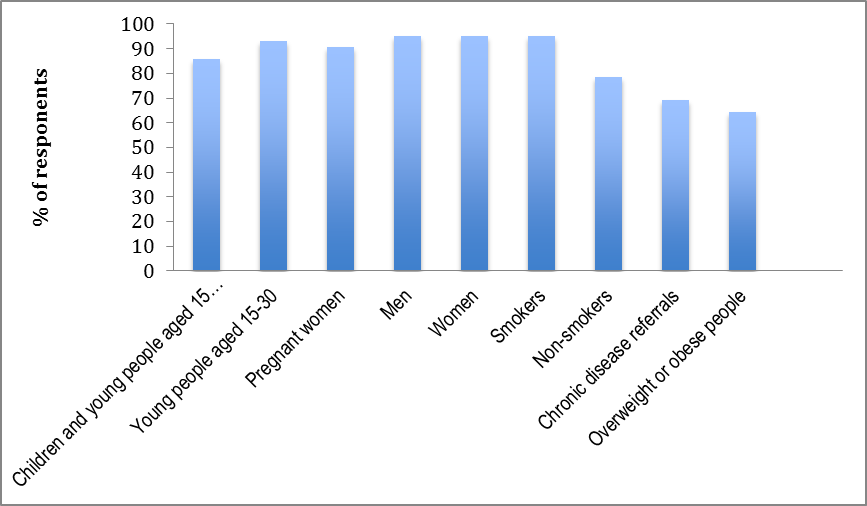 % of responents
100
90
80
70
60
50
40
30
20
10
0
Children and young people aged 15...
Young people aged 15-30
Pregnant women
Men
Women
Smokers
Non-smokers
Chronic disease referrals
Overweight or obese people